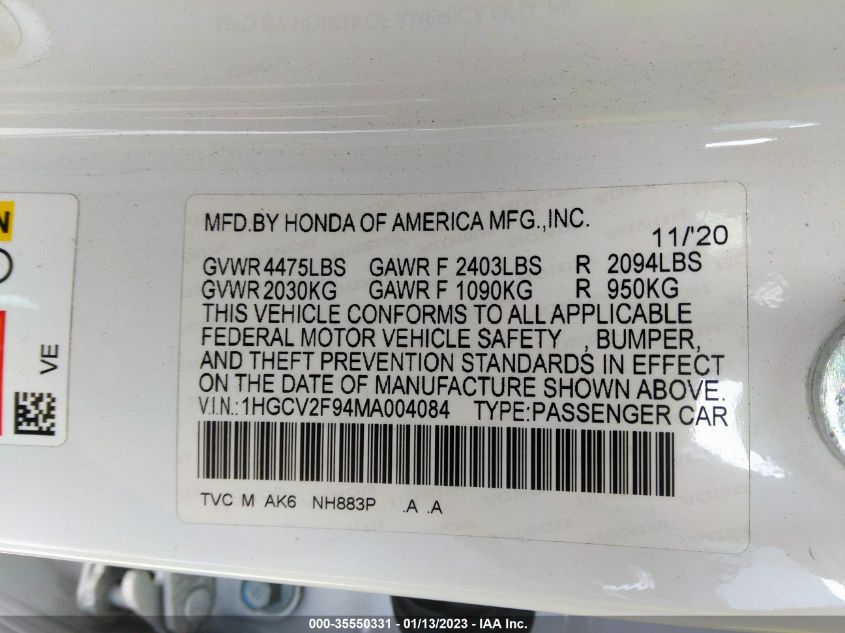 MFD.BY HONDA OF AMERICA MFG.,INC.
11/'20
GVWR 4475LBS GAWR F 2403LBS R 2094LBS
GVWR 2030KG GAWR F 1090KG R 950KG
THIS VEHICLE CONFORMS TO ALL APPLICABLE
FEDERAL MOTOR VEHICLE SAFETY , BUMPER,
AND THEFT PREVENTION STANDARDS IN EFFECT
ON THE DATE OF MANUFACTURE SHOWN ABOVE.
V.I.N.:1HGCV2F94MA004084 TYPE:PASSENGER CAR
TVC M AK6 NH883P .A .A
VE
000-35550331 - 01/13/2023 - IAA Inc.